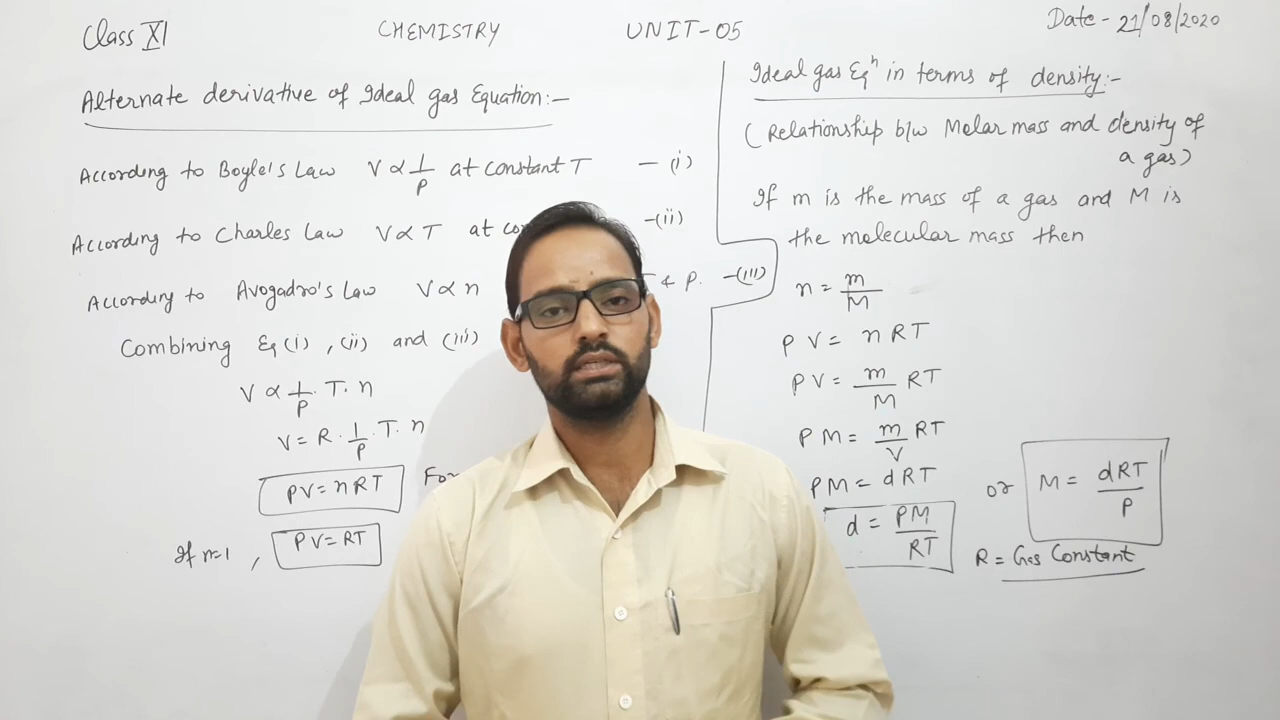 Class XI
CHEMISTRY
UNIT-05
Date - 21/08/2020
Alternate derivative of Ideal gas Equation:-
According to Boyle's Law V ∝ 1/P at constant T - (i)
According to Charles Law V ∝ T at -(ii)
According to Avogadro's Law V ∝ n & P. -(iii)
Combining Eq (i), (ii) and (iii)
V ∝ 1/P . T. n
V = R. 1/P . T. n
PV = nRT For
If n=1, PV = RT
Ideal gas Eqⁿ in terms of density:-
(Relationship b/w Molar mass and density of
a gas)
If m is the mass of a gas and M is
the molecular mass then
n = m/M
PV = nRT
PV = m/M RT
PM = m/V RT
PM = dRT
d = PM/RT
or M = dRT/P
R = Gas Constant